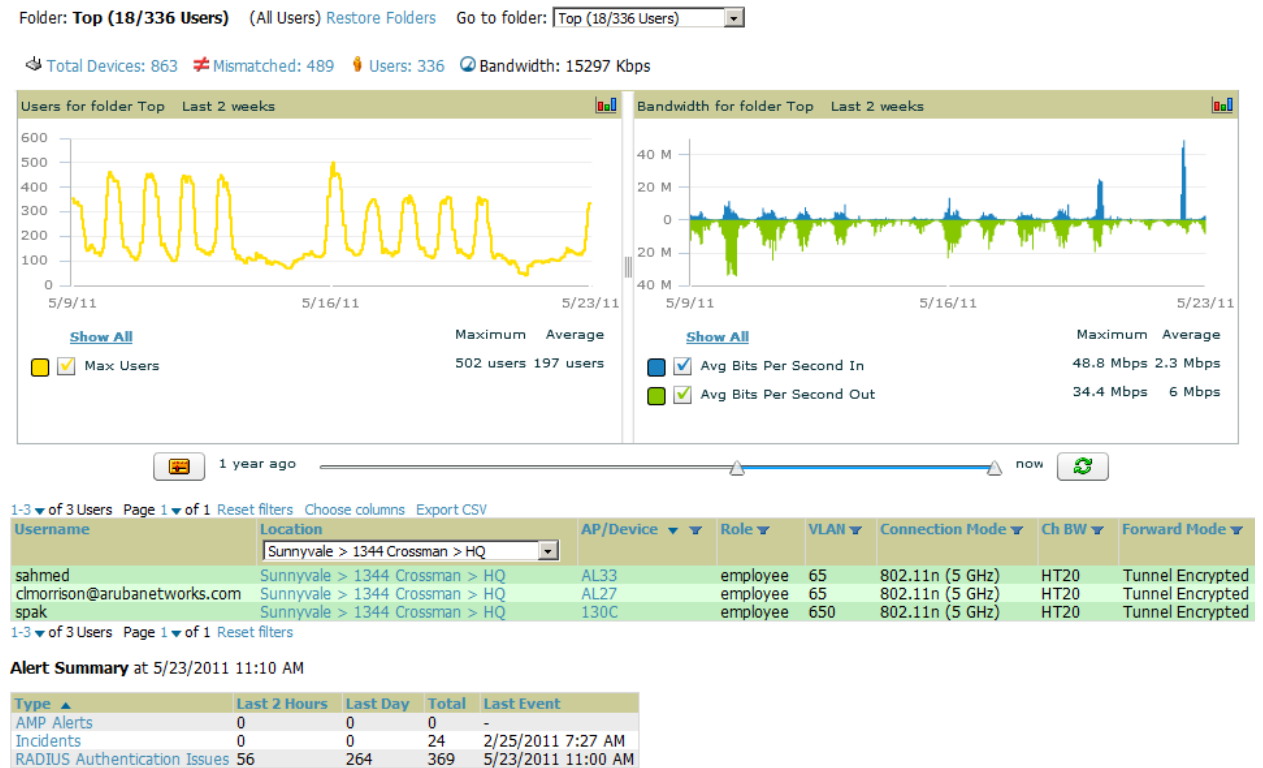 Folder: Top (18/336 Users) (All Users) Restore Folders Go to folder: Top (18/336 Users)
Total Devices: 863 Mismatched: 489 Users: 336 Bandwidth: 15297 Kbps
Users for folder Top Last 2 weeks
600
500
400
300
200
100
0
5/9/11 5/16/11 5/23/11
Show All Maximum Average
Max Users 502 users 197 users
Bandwidth for folder Top Last 2 weeks
40 M
20 M
0
20 M
40 M
5/9/11 5/16/11 5/23/11
Show All Maximum Average
Avg Bits Per Second In 48.8 Mbps 2.3 Mbps
Avg Bits Per Second Out 34.4 Mbps 6 Mbps
1 year ago now
1-3 of 3 Users Page 1 of 1 Reset filters Choose columns Export CSV
Username Location AP/Device Role VLAN Connection Mode Ch BW Forward Mode
Sunnyvale > 1344 Crossman > HQ
sahmed Sunnyvale > 1344 Crossman > HQ AL33 employee 65 802.11n (5 GHz) HT20 Tunnel Encrypted
clmorrison@arubanetworks.com Sunnyvale > 1344 Crossman > HQ AL27 employee 65 802.11n (5 GHz) HT20 Tunnel Encrypted
spak Sunnyvale > 1344 Crossman > HQ 130C employee 650 802.11n (5 GHz) HT20 Tunnel Encrypted
1-3 of 3 Users Page 1 of 1 Reset filters
Alert Summary at 5/23/2011 11:10 AM
Type Last 2 Hours Last Day Total Last Event
AMP Alerts 0 0 0 -
Incidents 0 0 24 2/25/2011 7:27 AM
RADIUS Authentication Issues 56 264 369 5/23/2011 11:00 AM